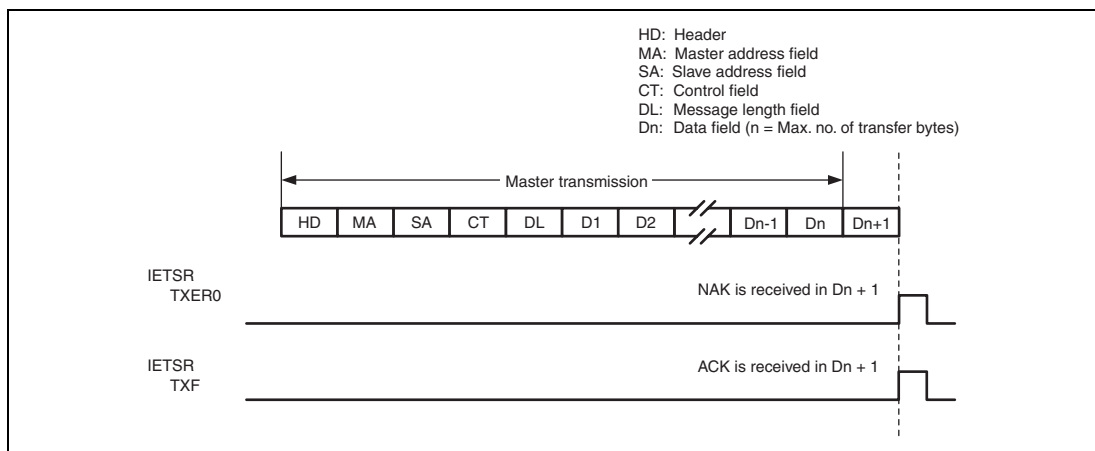 HD: Header
MA: Master address field
SA: Slave address field
CT: Control field
DL: Message length field
Dn: Data field (n = Max. no. of transfer bytes)
Master transmission
HD MA SA CT DL D1 D2 Dn-1 Dn Dn+1
IETSR
TXER0
NAK is received in Dn + 1
IETSR
TXF
ACK is received in Dn + 1